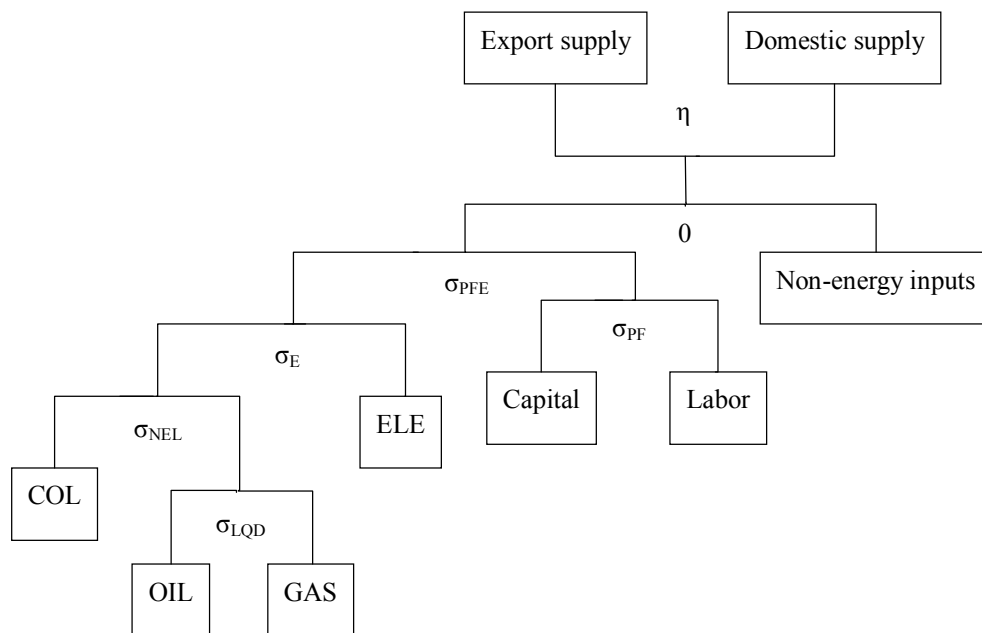 Export supply
Domestic supply
η
0
Non-energy inputs
σPFE
σPF
σE
Capital
Labor
ELE
σNEL
COL
σLQD
OIL
GAS